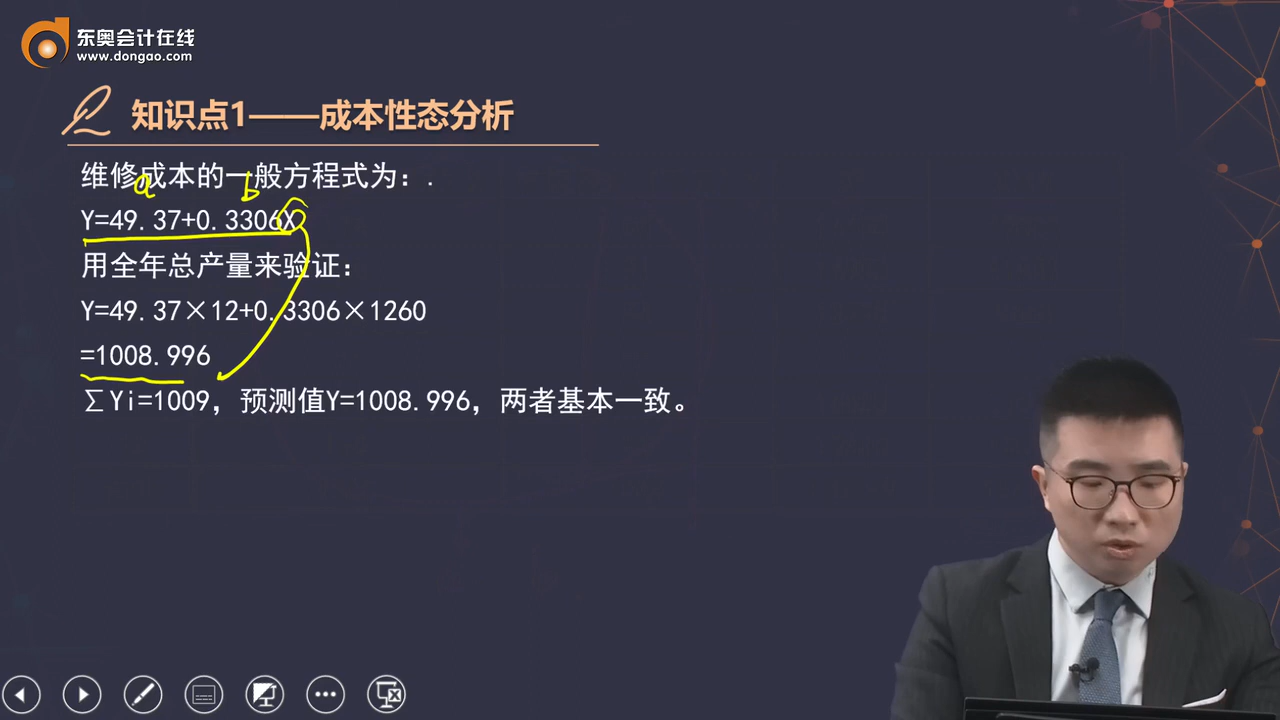 东奥会计在线
www.dongao.com
知识点1——成本性态分析
维修成本的一般方程式为：.
a b
Y=49.37+0.3306X
用全年总产量来验证：
Y=49.37×12+0.3306×1260
=1008.996
∑Yi=1009，预测值Y=1008.996，两者基本一致。